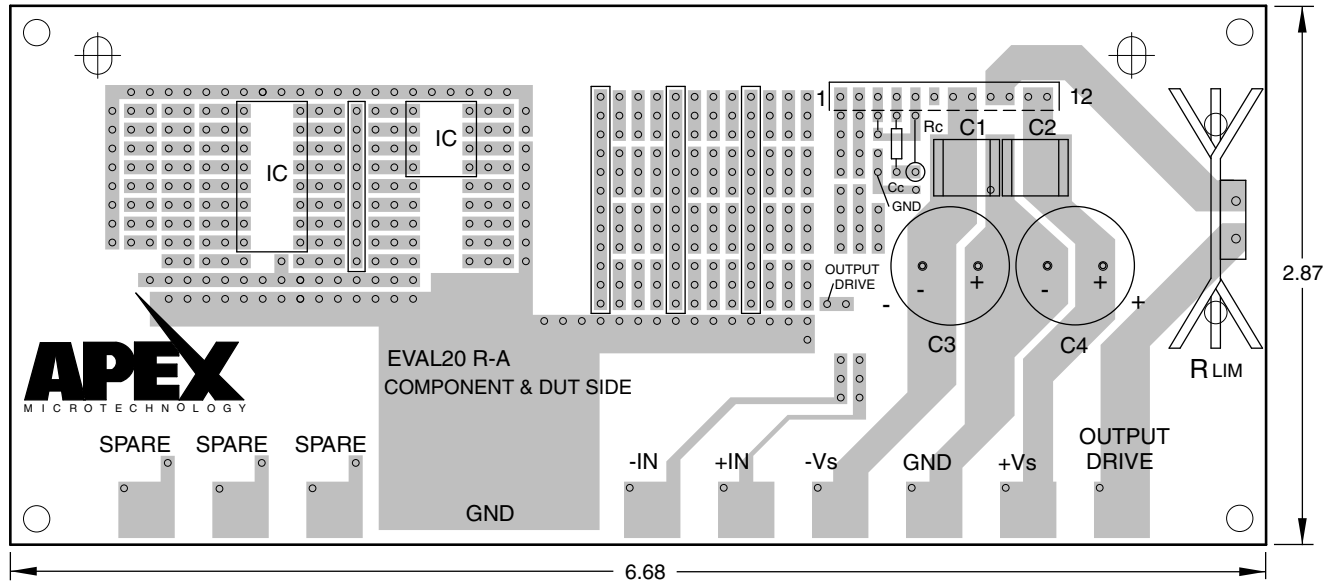 1
12
Rc
C1
C2
IC
IC
Cc
GND
OUTPUT
DRIVE
-
-
+
-
+
+
C3
C4
2.87
APEX
MICROTECHNOLOGY
EVAL20 R-A
COMPONENT & DUT SIDE
RLIM
SPARE
SPARE
SPARE
GND
-IN
+IN
-Vs
GND
+Vs
OUTPUT
DRIVE
6.68